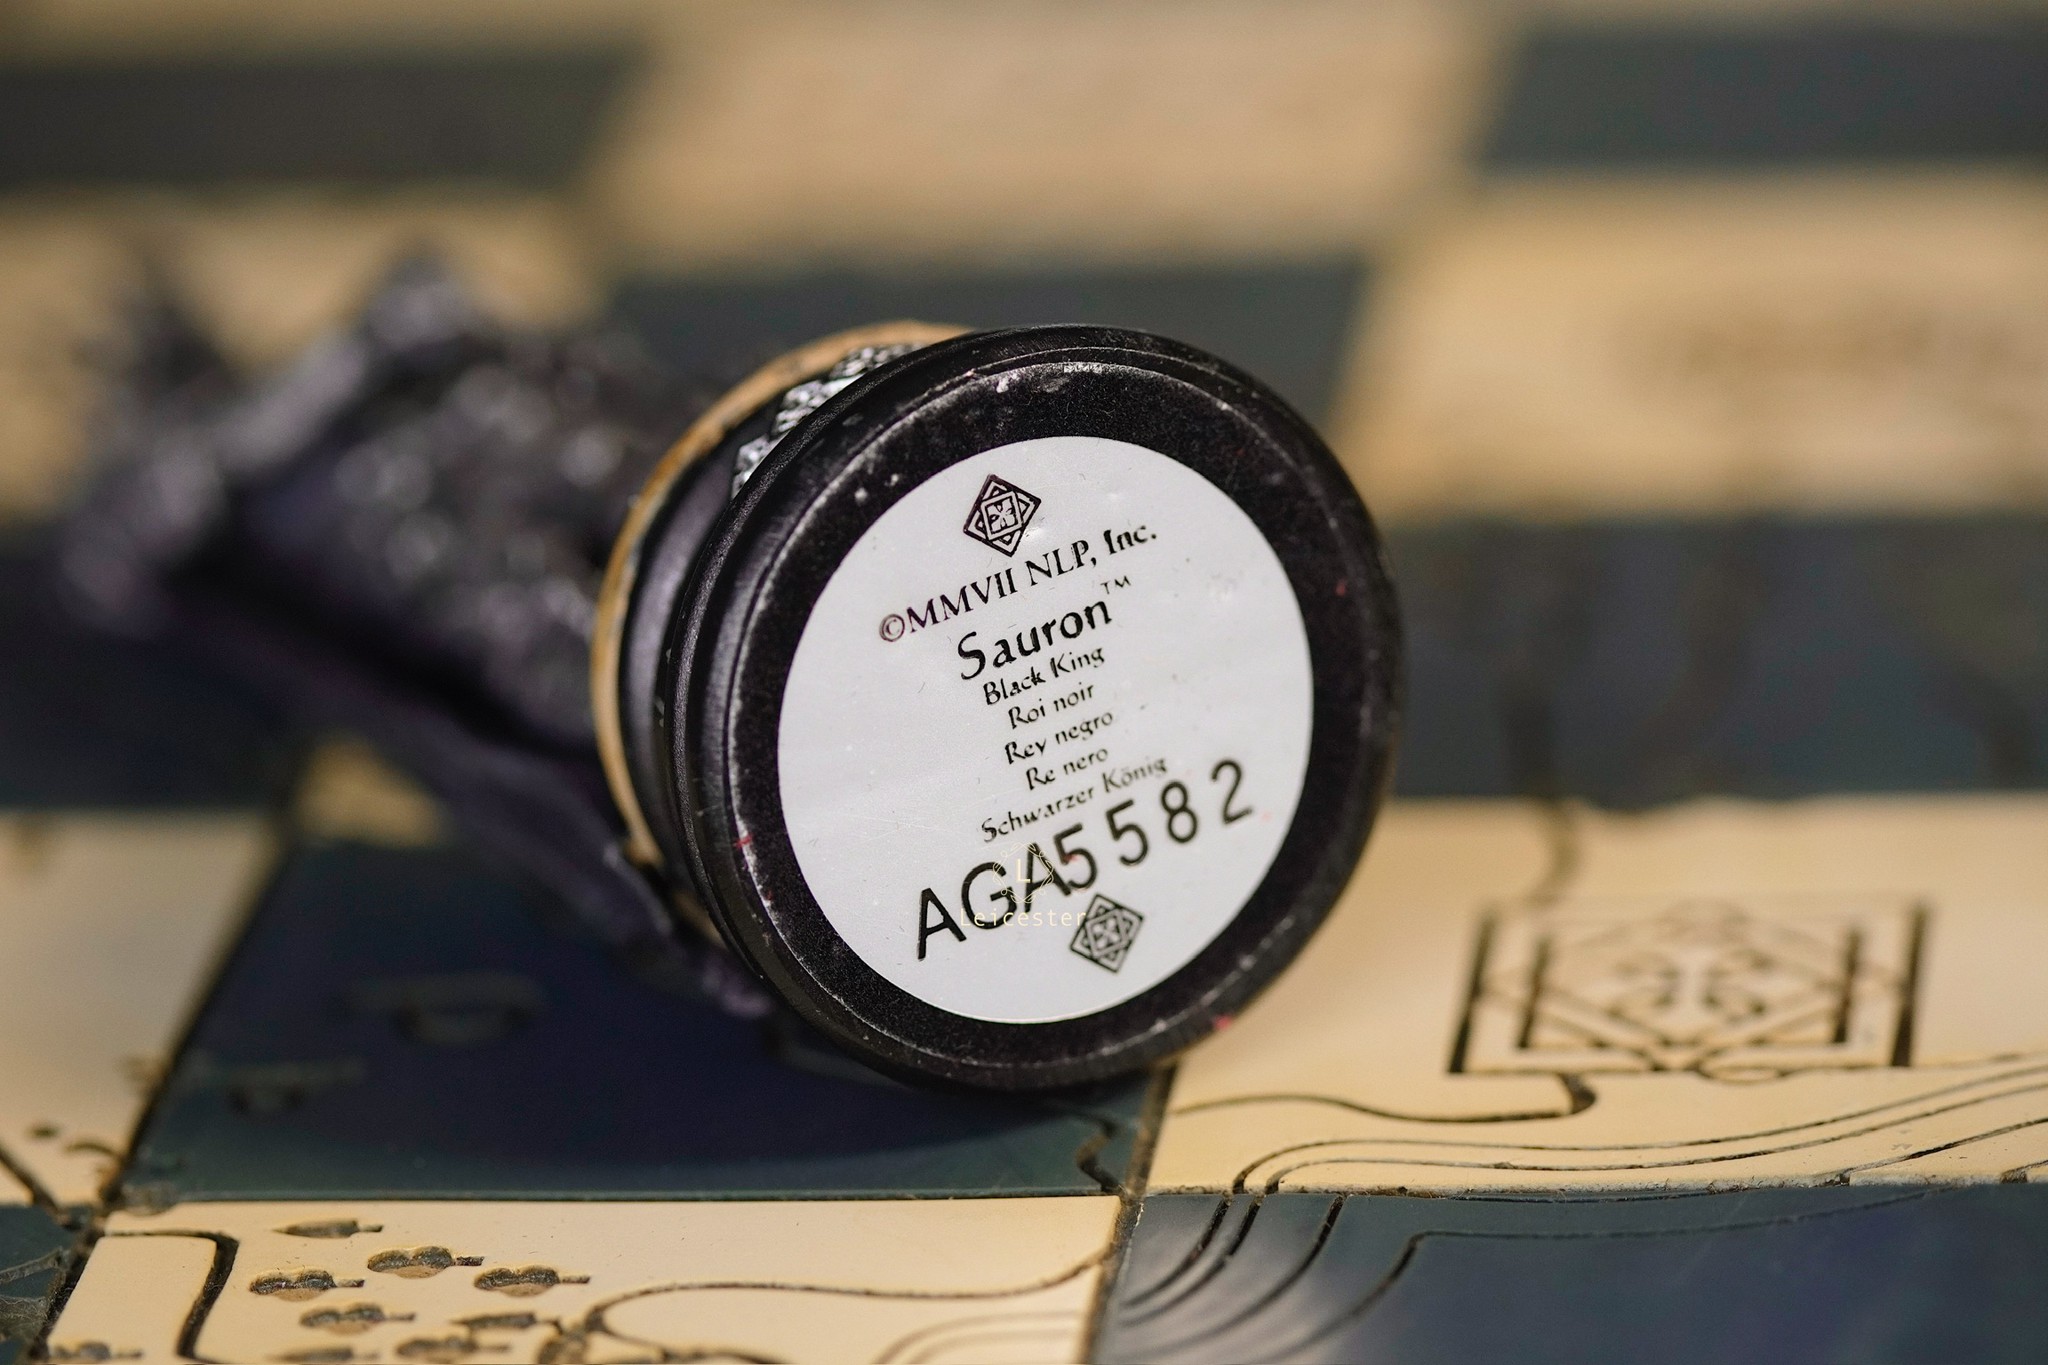 ©MMVII NLP, Inc.
Sauron™
Black King
Roi noir
Rey negro
Re nero
Schwarzer König
AGA5582
L
Leicester